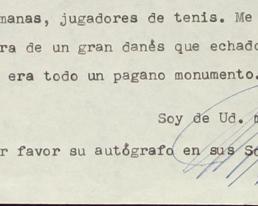 manas, jugadores de tenis. Me
ra de un gran danés que echado
era todo un pagano monumento.
Soy de Ud.
r favor su autógrafo en sus